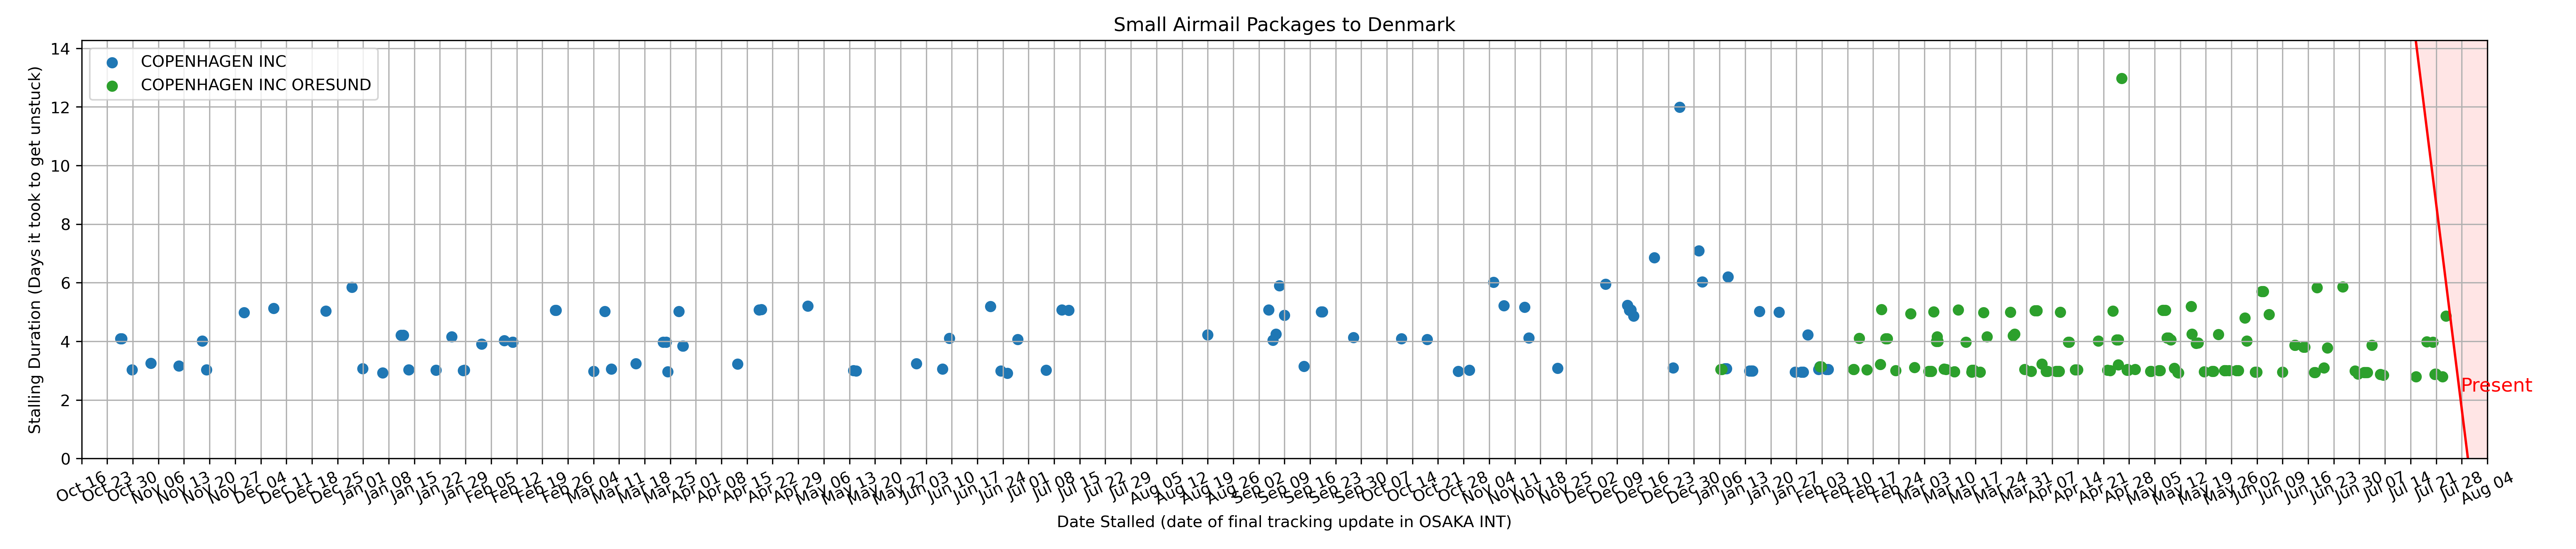 Small Airmail Packages to Denmark
COPENHAGEN INC
COPENHAGEN INC ORESUND
Stalling Duration (Days it took to get unstuck)
14
12
10
8
6
4
2
0
Present
Oct 16
Oct 23
Oct 30
Nov 06
Nov 13
Nov 20
Nov 27
Dec 04
Dec 11
Dec 18
Dec 25
Jan 01
Jan 08
Jan 15
Jan 22
Jan 29
Feb 05
Feb 12
Feb 19
Feb 26
Mar 04
Mar 11
Mar 18
Mar 25
Apr 01
Apr 08
Apr 15
Apr 22
Apr 29
May 06
May 13
May 20
May 27
Jun 03
Jun 10
Jun 17
Jun 24
Jul 01
Jul 08
Jul 15
Jul 22
Jul 29
Aug 05
Aug 12
Aug 19
Aug 26
Sep 02
Sep 09
Sep 16
Sep 23
Sep 30
Oct 07
Oct 14
Oct 21
Oct 28
Nov 04
Nov 11
Nov 18
Nov 25
Dec 02
Dec 09
Dec 16
Dec 23
Dec 30
Jan 06
Jan 13
Jan 20
Jan 27
Feb 03
Feb 10
Feb 17
Feb 24
Mar 03
Mar 10
Mar 17
Mar 24
Mar 31
Apr 07
Apr 14
Apr 21
Apr 28
May 05
May 12
May 19
May 26
Jun 02
Jun 09
Jun 16
Jun 23
Jun 30
Jul 07
Jul 14
Jul 21
Jul 28
Aug 04
Date Stalled (date of final tracking update in OSAKA INT)